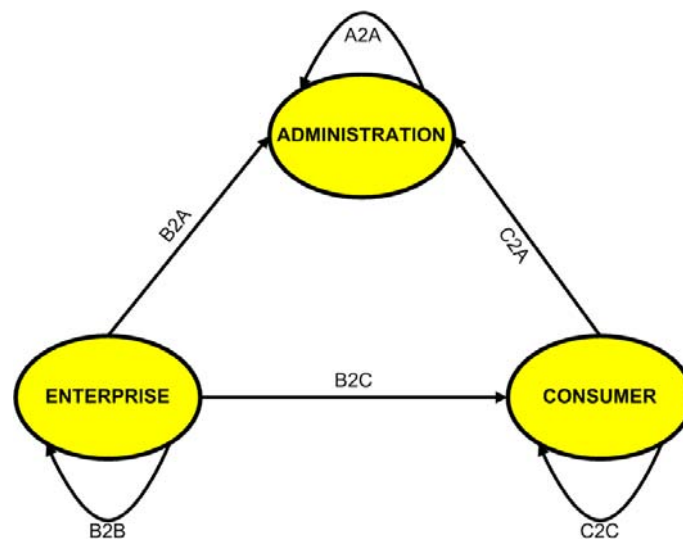 A2A
ADMINISTRATION
B2A
C2A
ENTERPRISE
B2C
CONSUMER
B2B
C2C